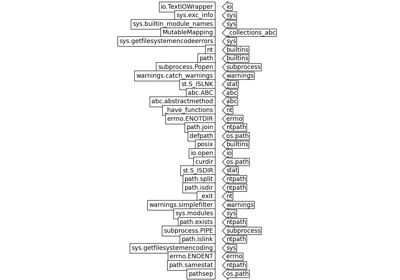 io.TextIOWrapper io
sys.exc_info sys
sys.builtin_module_names sys
MutableMapping _collections_abc
sys.getfilesystemencodeerrors sys
nt builtins
path builtins
subprocess.Popen subprocess
warnings.catch_warnings warnings
st.S_ISLNK stat
abc.ABC abc
abc.abstractmethod abc
_have_functions nt
errno.ENOTDIR errno
path.join ntpath
defpath os.path
posix builtins
io.open io
curdir os.path
st.S_ISDIR stat
path.split ntpath
path.isdir ntpath
_exit nt
warnings.simplefilter warnings
sys.modules sys
path.exists ntpath
subprocess.PIPE subprocess
path.islink ntpath
sys.getfilesystemencoding sys
errno.ENOENT errno
path.samestat ntpath
pathsep os.path